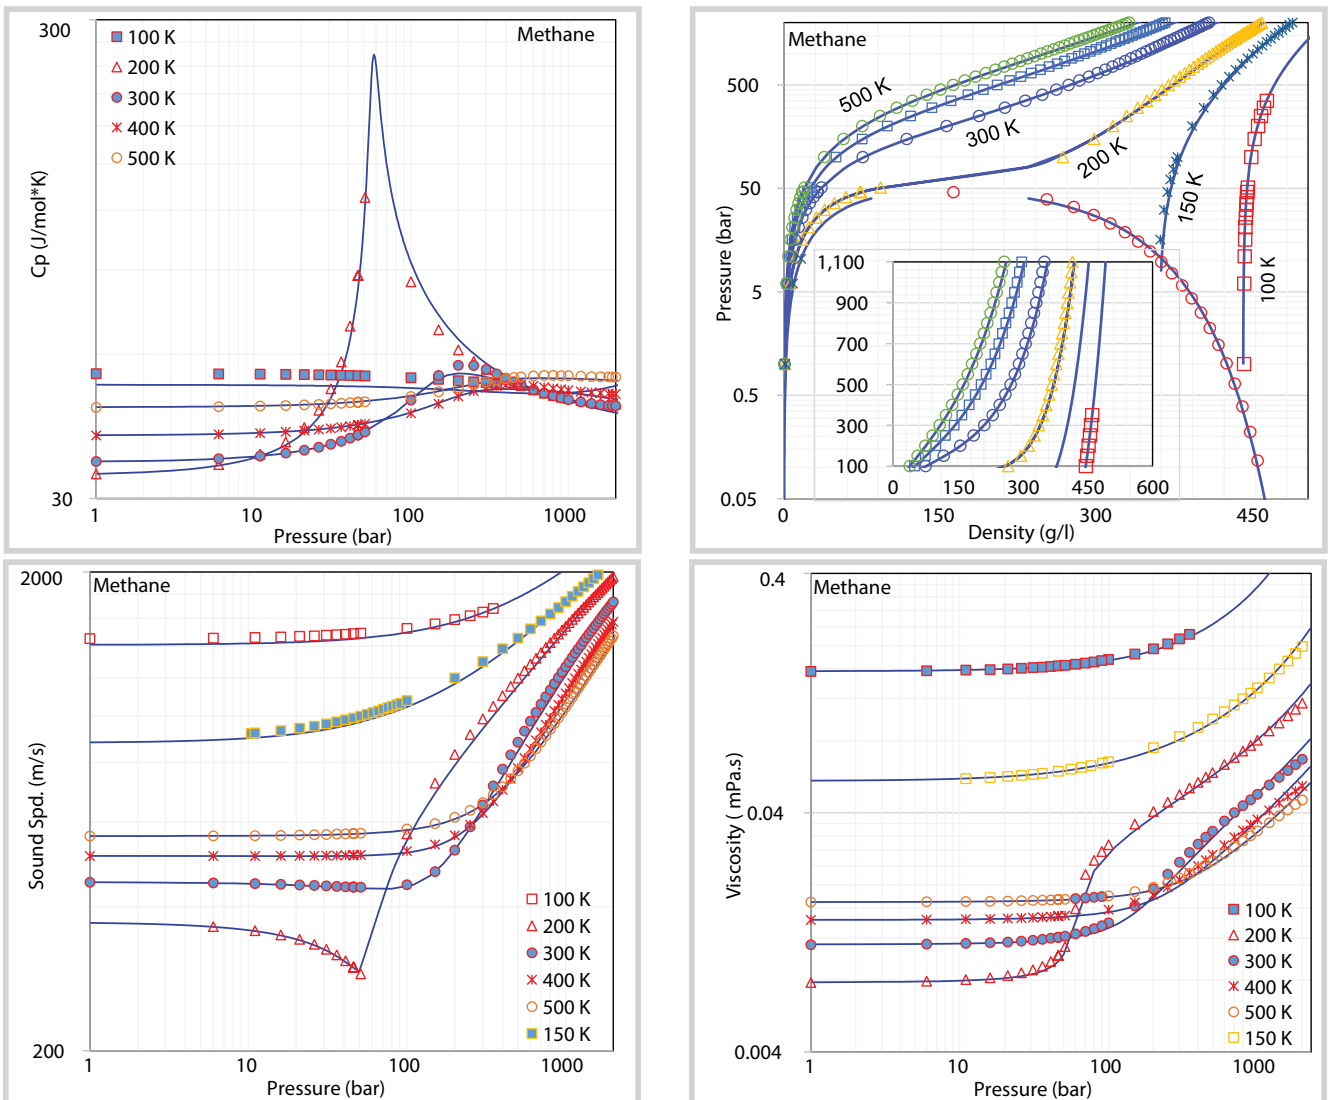 300
Methane
100 K
200 K
300 K
400 K
500 K
Cp (J/mol*K)
30
1
10
100
1000
Pressure (bar)
Methane
500
50
5
0.5
0.05
Pressure (bar)
500 K
300 K
200 K
150 K
100 K
1,100
900
700
500
300
100
0
150
300
450
600
0
150
300
450
Density (g/l)
2000
Methane
Sound Spd. (m/s)
100 K
200 K
300 K
400 K
500 K
150 K
200
1
10
100
1000
Pressure (bar)
0.4
Methane
0.04
Viscosity ( mPa.s)
100 K
200 K
300 K
400 K
500 K
150 K
0.004
1
10
100
1000
Pressure (bar)